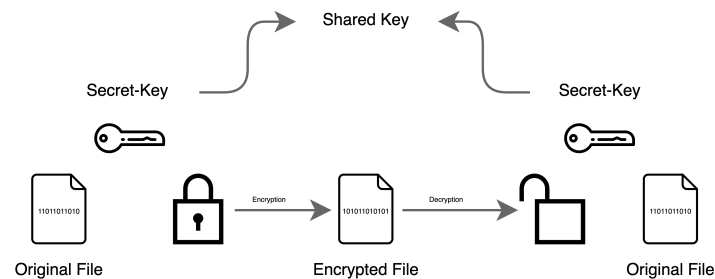 Shared Key
Secret-Key
Secret-Key
11011011010
Encryption
101011010101
Decryption
11011011010
Original File
Encrypted File
Original File